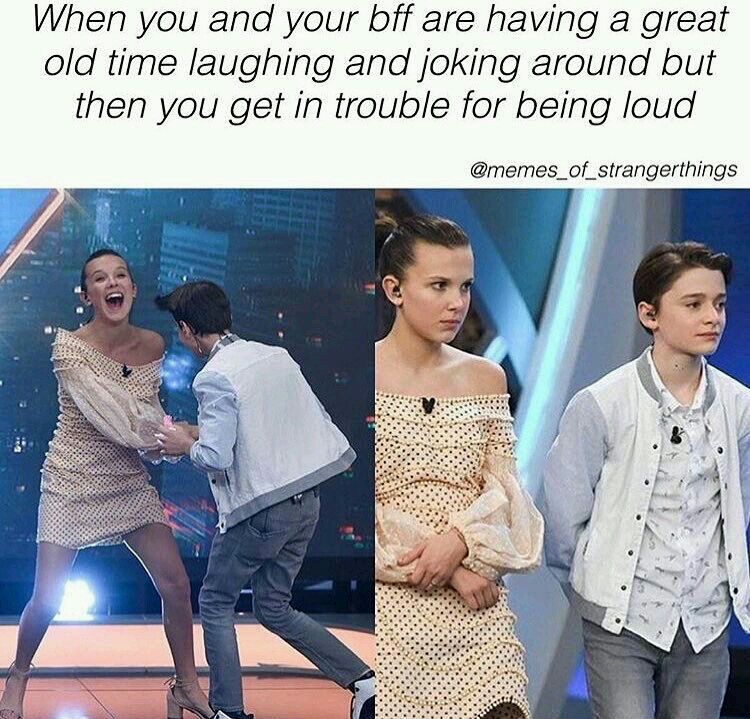 When you and your bff are having a great
old time laughing and joking around but
then you get in trouble for being loud
@memes_of_strangerthings